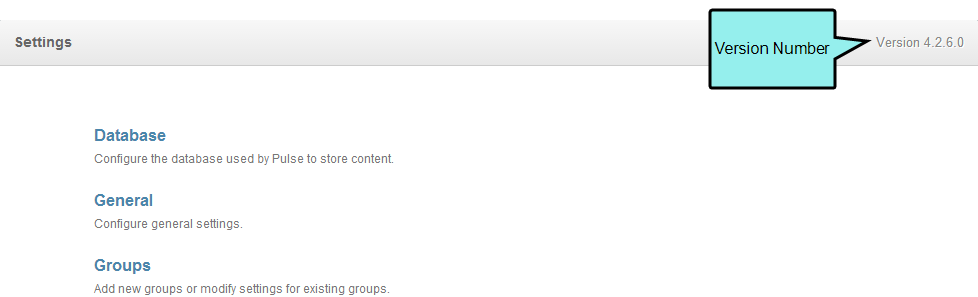 Settings
Version Number
Version 4.2.6.0
Database
Configure the database used by Pulse to store content.
General
Configure general settings.
Groups
Add new groups or modify settings for existing groups.